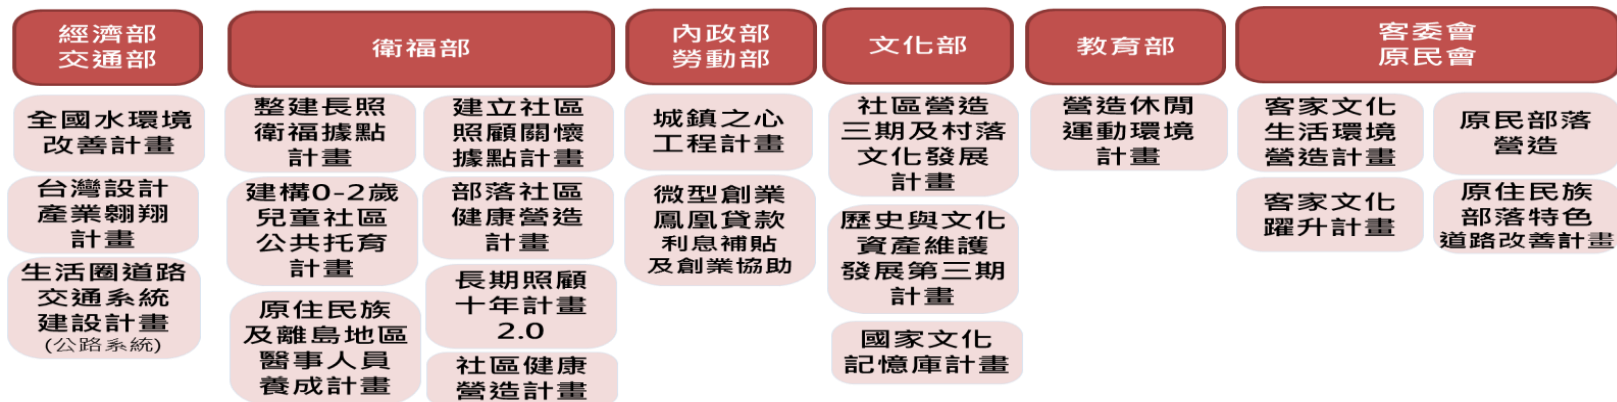 經濟部
交通部
全國水環境
改善計畫
台灣設計
產業翱翔
計畫
生活圈道路
交通系統
建設計畫
(公路系統)
衛福部
整建長照
衛福據點
計畫
建構0-2歲
兒童社區
公共托育
計畫
原住民族
及離島地區
醫事人員
養成計畫
建立社區
照顧關懷
據點計畫
部落社區
健康營造
計畫
長期照顧
十年計畫
2.0
社區健康
營造計畫
內政部
勞動部
城鎮之心
工程計畫
微型創業
鳳凰貸款
利息補貼
及創業協助
文化部
社區營造
三期及村落
文化發展
計畫
歷史與文化
資產維護
發展第三期
計畫
國家文化
記憶庫計畫
教育部
營造休閒
運動環境
計畫
客委會
原民會
客家文化
生活環境
營造計畫
客家文化
躍升計畫
原民部落
營造
原住民族
部落特色
道路改善計畫